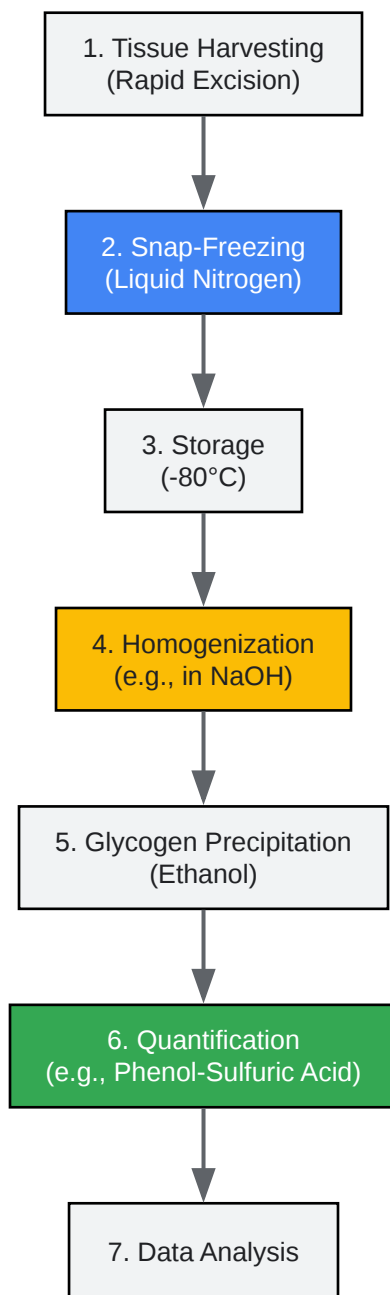 1. Tissue Harvesting
(Rapid Excision)
2. Snap-Freezing
(Liquid Nitrogen)
3. Storage
(-80°C)
4. Homogenization
(e.g., in NaOH)
5. Glycogen Precipitation
(Ethanol)
6. Quantification
(e.g., Phenol-Sulfuric Acid)
7. Data Analysis